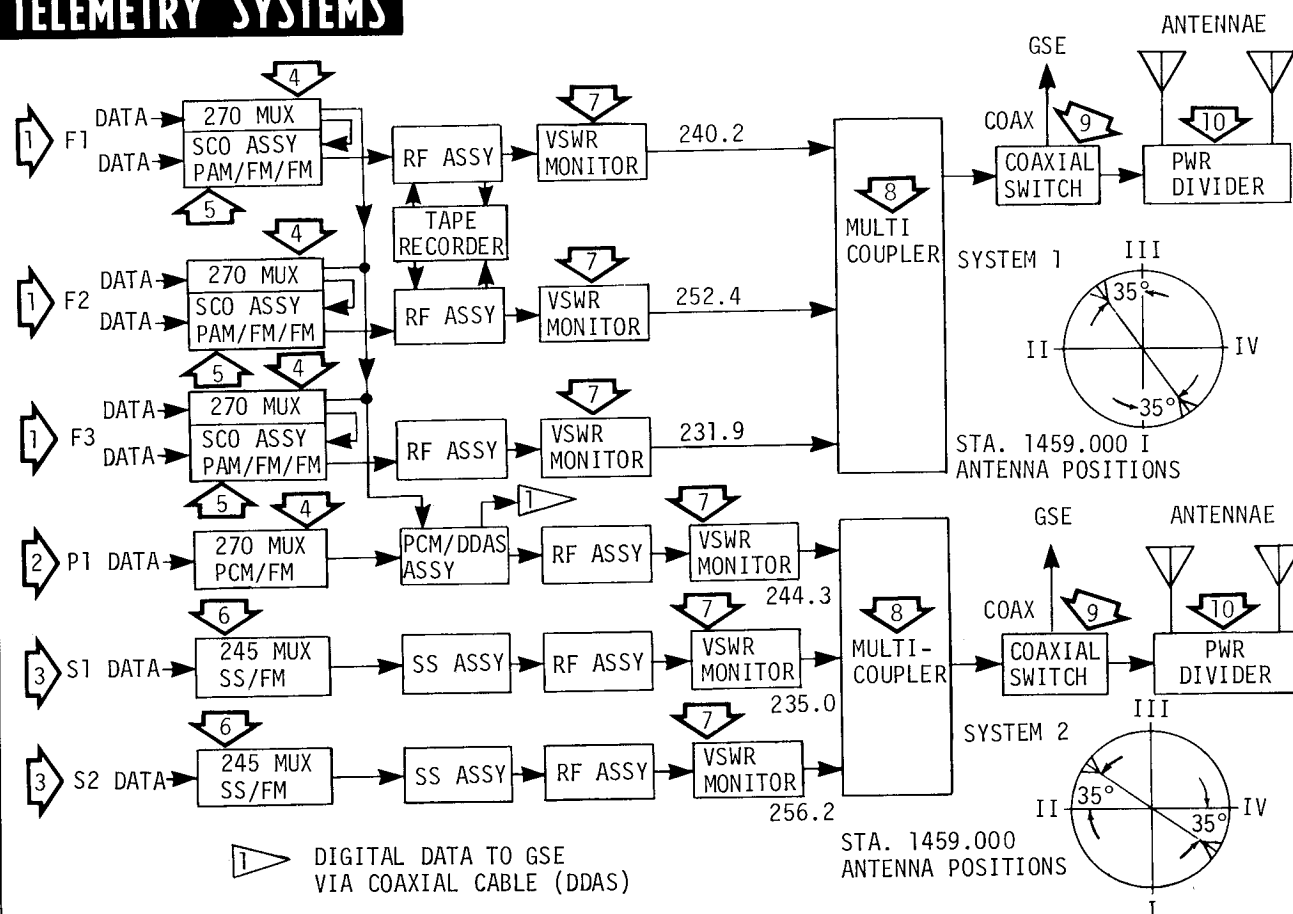 TELEMETRY SYSTEMS
ANTENNAE
GSE
4
7
COAX
9
10
1
F1
DATA
DATA
270 MUX
SCO ASSY
PAM/FM/FM
RF ASSY
VSWR
MONITOR
240.2
COAXIAL
SWITCH
PWR
DIVIDER
5
TAPE
RECORDER
8
MULTI
COUPLER
SYSTEM 1
4
7
1
F2
DATA
DATA
270 MUX
SCO ASSY
PAM/FM/FM
RF ASSY
VSWR
MONITOR
252.4
III
35°
II
IV
35°
5
4
7
1
F3
DATA
DATA
270 MUX
SCO ASSY
PAM/FM/FM
RF ASSY
VSWR
MONITOR
231.9
STA. 1459.000 I
ANTENNA POSITIONS
5
4
1
7
GSE
ANTENNAE
2
P1 DATA
270 MUX
PCM/FM
PCM/DDAS
ASSY
RF ASSY
VSWR
MONITOR
244.3
6
7
8
COAX
9
10
3
S1 DATA
245 MUX
SS/FM
SS ASSY
RF ASSY
VSWR
MONITOR
235.0
MULTI-
COUPLER
COAXIAL
SWITCH
PWR
DIVIDER
6
7
SYSTEM 2
3
S2 DATA
245 MUX
SS/FM
SS ASSY
RF ASSY
VSWR
MONITOR
256.2
III
II
35°
35°
IV
I
STA. 1459.000
ANTENNA POSITIONS
1 DIGITAL DATA TO GSE
VIA COAXIAL CABLE (DDAS)